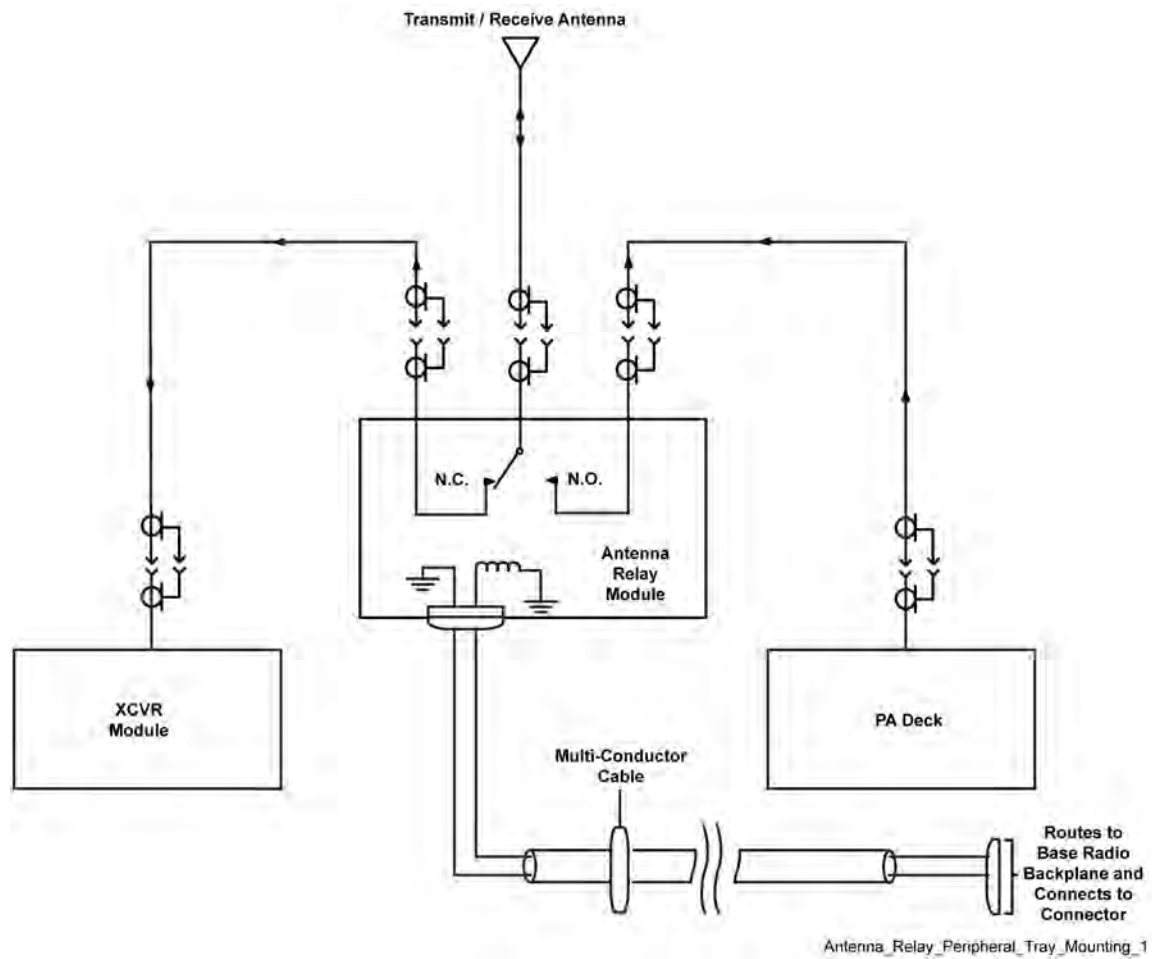 Transmit / Receive Antenna
N.C.
N.O.
Antenna
Relay
Module
XCVR
Module
PA Deck
Multi-Conductor
Cable
Routes to
Base Radio
Backplane and
Connects to
Connector
Antenna_Relay_Peripheral_Tray_Mounting_1